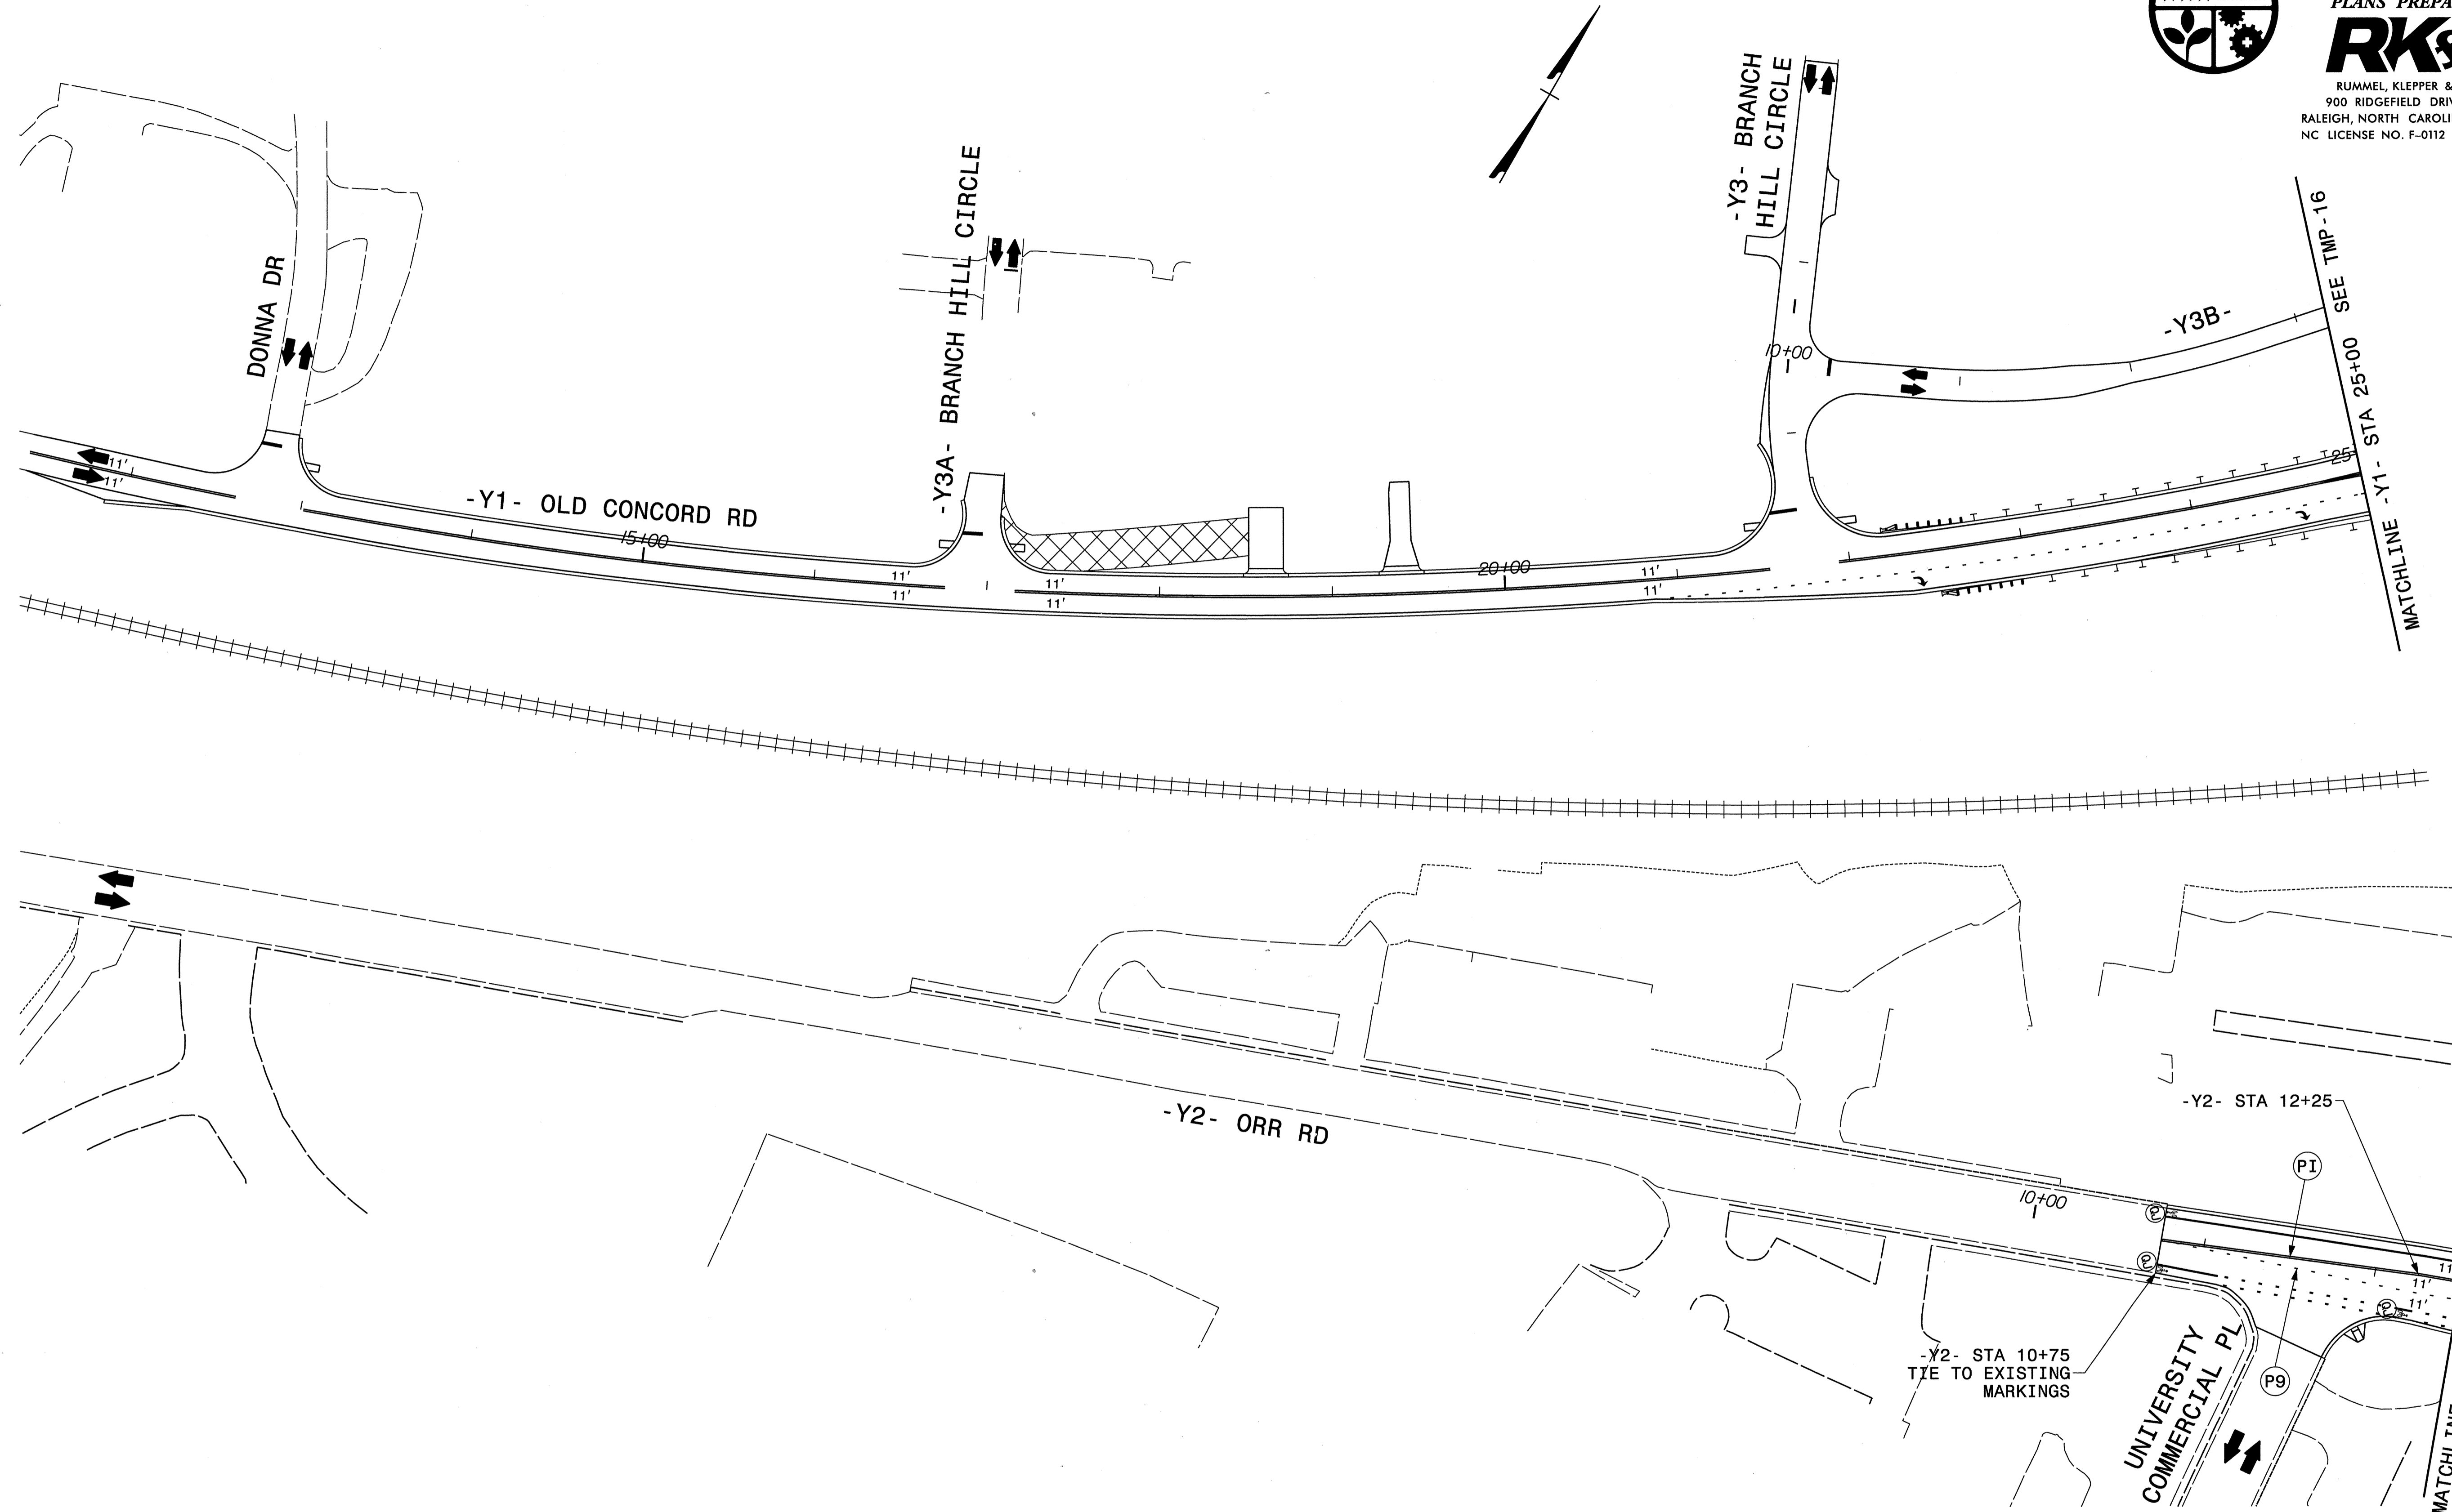 PLANS PREPA
RK&
RUMMEL, KLEPPER &
900 RIDGEFIELD DRIV
RALEIGH, NORTH CAROLI
NC LICENSE NO. F-0112
-Y3- BRANCH
HILL CIRCLE
-Y3A- BRANCH HILL CIRCLE
DONNA DR
MATCHLINE -Y1- STA 25+00 SEE TMP-16
-Y3B-
10+00
25
11'
11'
-Y1- OLD CONCORD RD
15+00
11'
11'
11'
11'
20+00
11'
11'
-Y2- ORR RD
-Y2- STA 12+25
PI
10+00
11'
11'
11'
-Y2- STA 10+75
TIE TO EXISTING
MARKINGS
P9
UNIVERSITY
COMMERCIAL PL
MATCHLINE